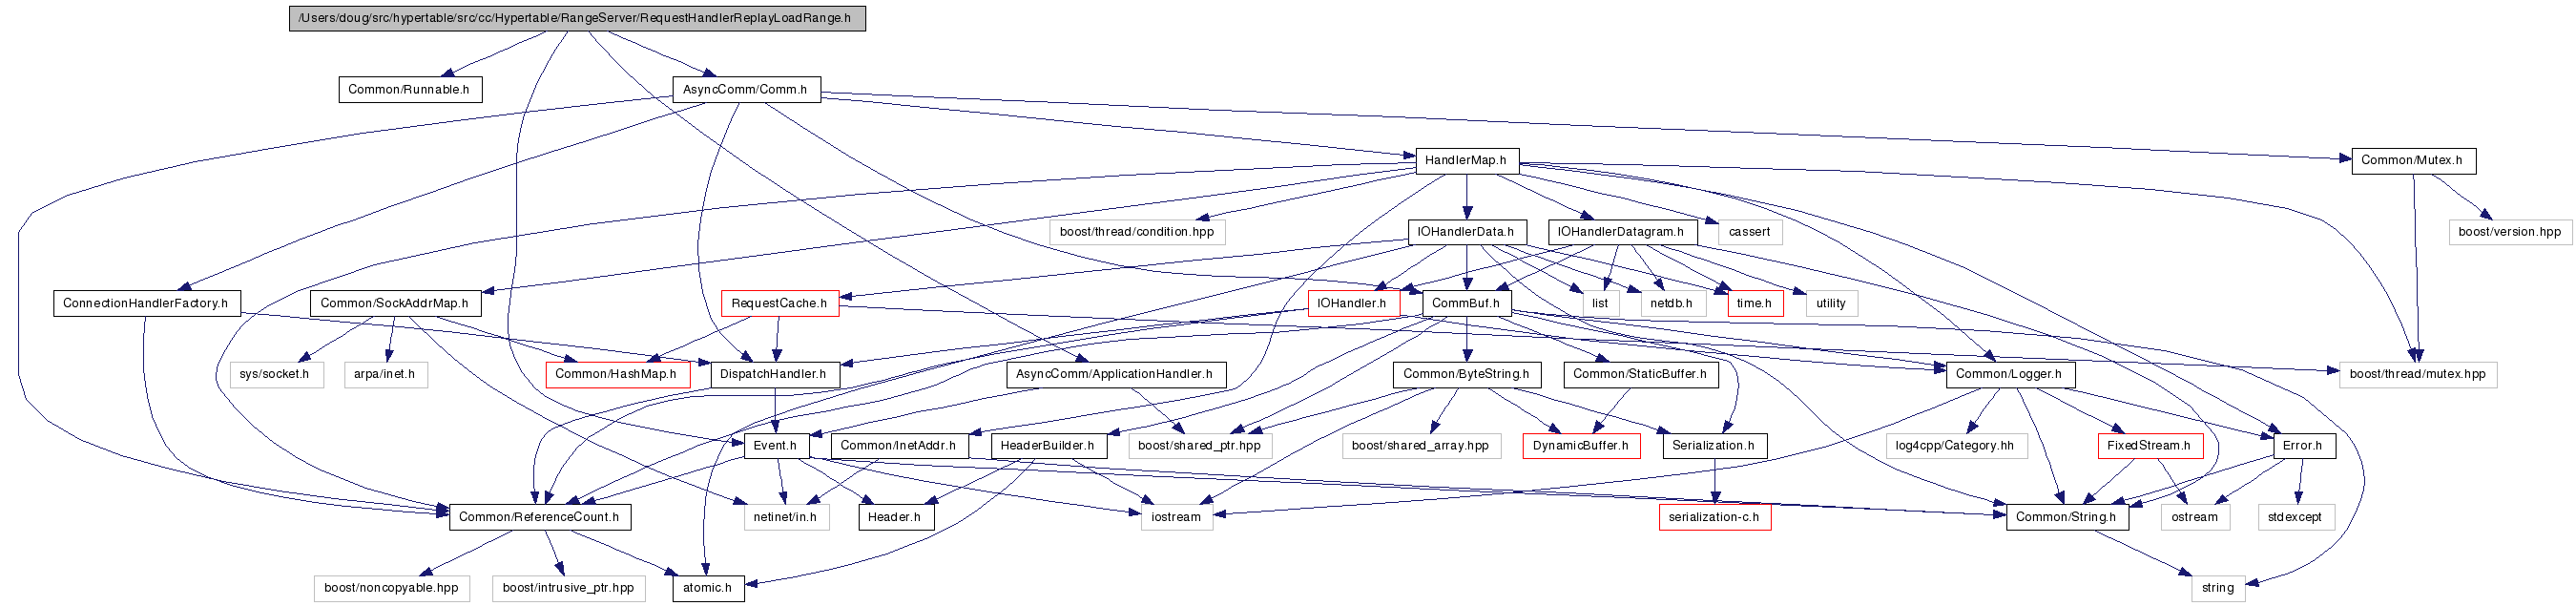 /Users/doug/src/hypertable/src/cc/Hypertable/RangeServer/RequestHandlerReplayLoadRange.h
Common/Runnable.h
AsyncComm/Comm.h
HandlerMap.h
Common/Mutex.h
boost/thread/condition.hpp
IOHandlerData.h
IOHandlerDatagram.h
cassert
boost/version.hpp
ConnectionHandlerFactory.h
Common/SockAddrMap.h
RequestCache.h
IOHandler.h
CommBuf.h
list
netdb.h
time.h
utility
sys/socket.h
arpa/inet.h
Common/HashMap.h
DispatchHandler.h
AsyncComm/ApplicationHandler.h
Common/ByteString.h
Common/StaticBuffer.h
Common/Logger.h
boost/thread/mutex.hpp
Event.h
Common/InetAddr.h
HeaderBuilder.h
boost/shared_ptr.hpp
boost/shared_array.hpp
DynamicBuffer.h
Serialization.h
log4cpp/Category.hh
FixedStream.h
Error.h
Common/ReferenceCount.h
netinet/in.h
Header.h
iostream
serialization-c.h
Common/String.h
ostream
stdexcept
boost/noncopyable.hpp
boost/intrusive_ptr.hpp
atomic.h
string